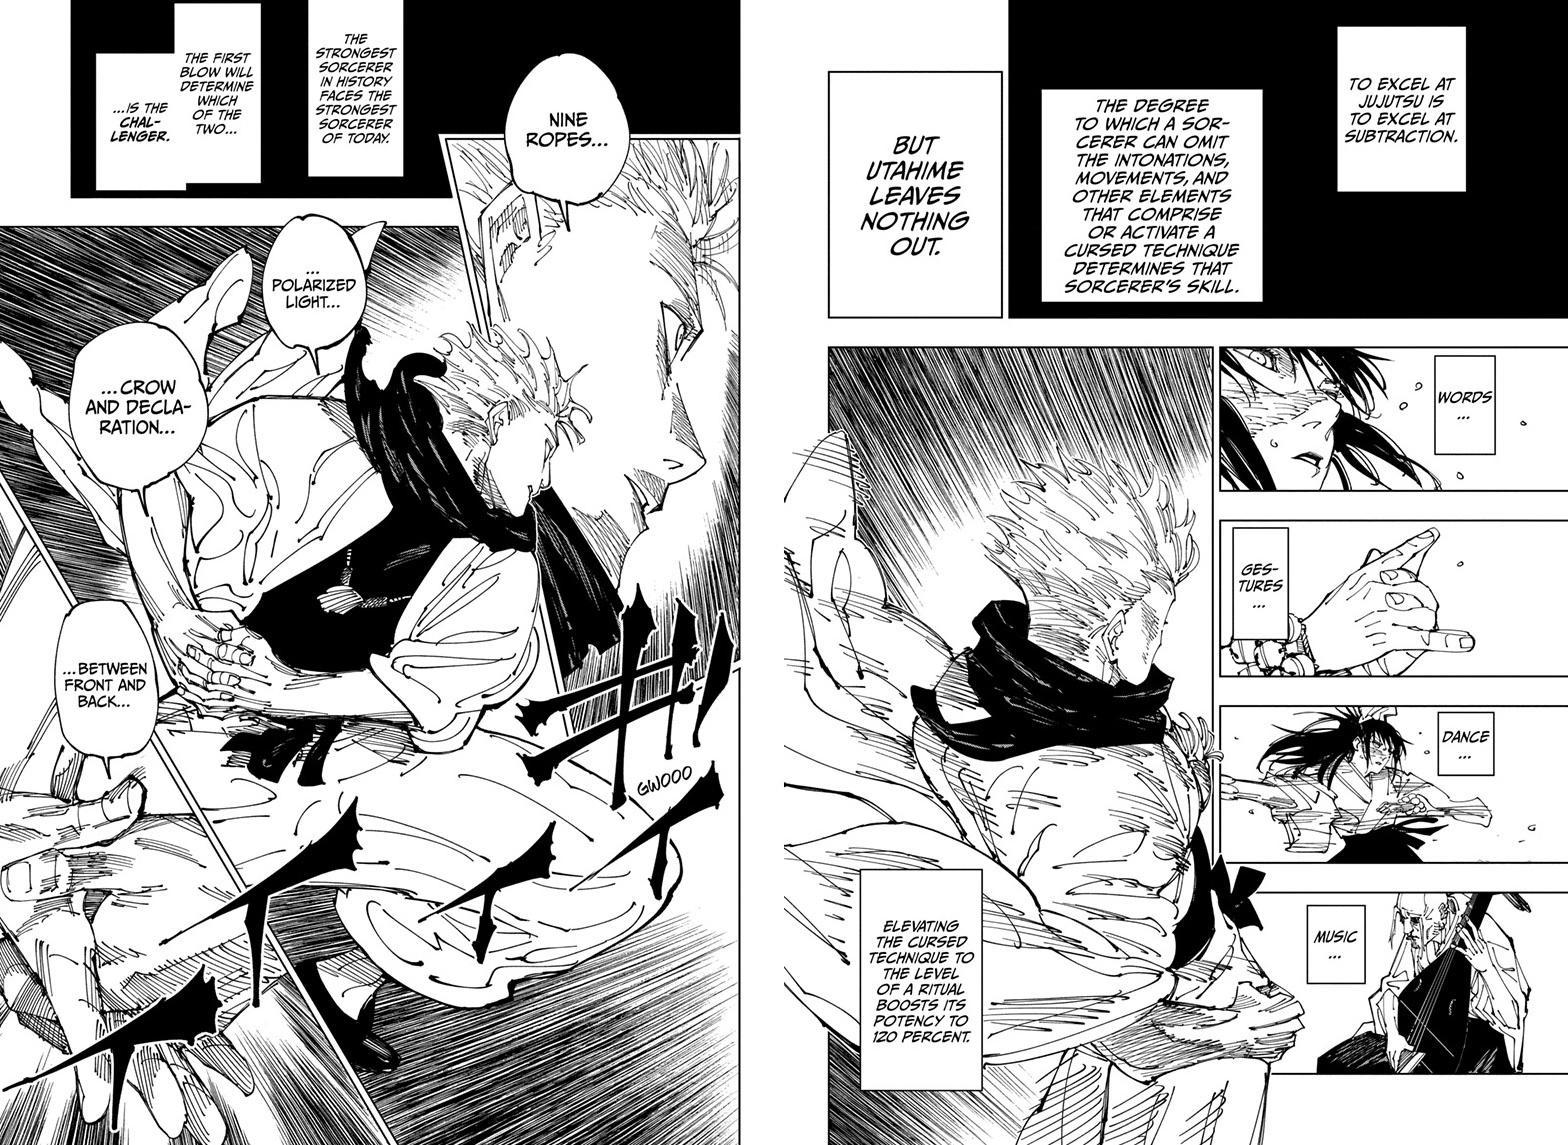 TO EXCEL AT
JUJUTSU IS
TO EXCEL AT
SUBTRACTION.
THE DEGREE
TO WHICH A SOR-
CERER CAN OMIT
THE INTONATIONS,
MOVEMENTS, AND
OTHER ELEMENTS
THAT COMPRISE
OR ACTIVATE A
CURSED TECHNIQUE
DETERMINES THAT
SORCERER'S SKILL.
BUT
UTAHIME
LEAVES
NOTHING
OUT.
WORDS
...
GES-
TURES
...
DANCE
...
MUSIC
...
ELEVATING
THE CURSED
TECHNIQUE TO
THE LEVEL
OF A RITUAL
BOOSTS ITS
POTENCY TO
120 PERCENT.
THE
STRONGEST
SORCERER
IN HISTORY
FACES THE
STRONGEST
SORCERER
OF TODAY.
THE FIRST
BLOW WILL
DETERMINE
WHICH
OF THE
TWO...
...IS THE
CHAL-
LENGER.
NINE
ROPES...
...
POLARIZED
LIGHT...
...CROW
AND DECLA-
RATION...
...BETWEEN
FRONT AND
BACK...
GWOOO